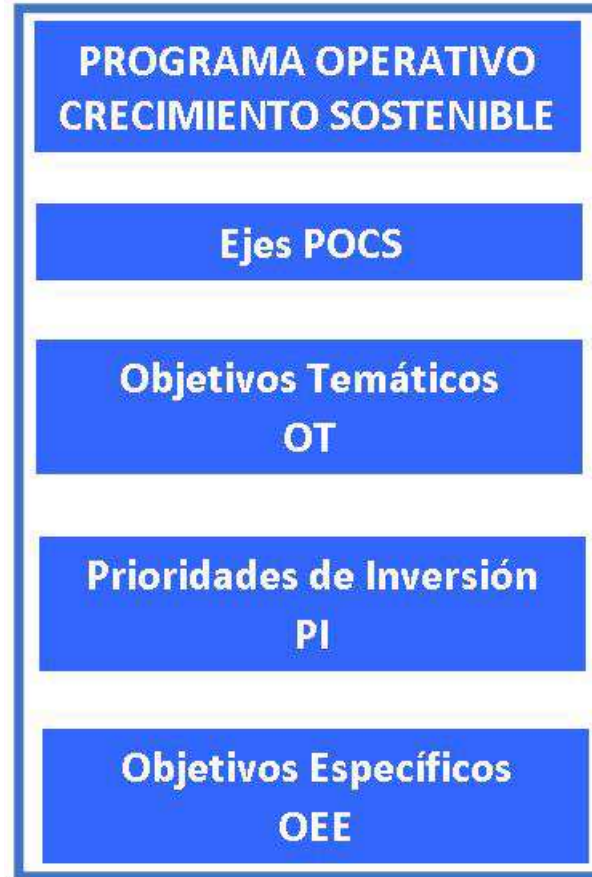 PROGRAMA OPERATIVO
CRECIMIENTO SOSTENIBLE
Ejes POCS
Objetivos Temáticos
OT
Prioridades de Inversión
PI
Objetivos Específicos
OEE